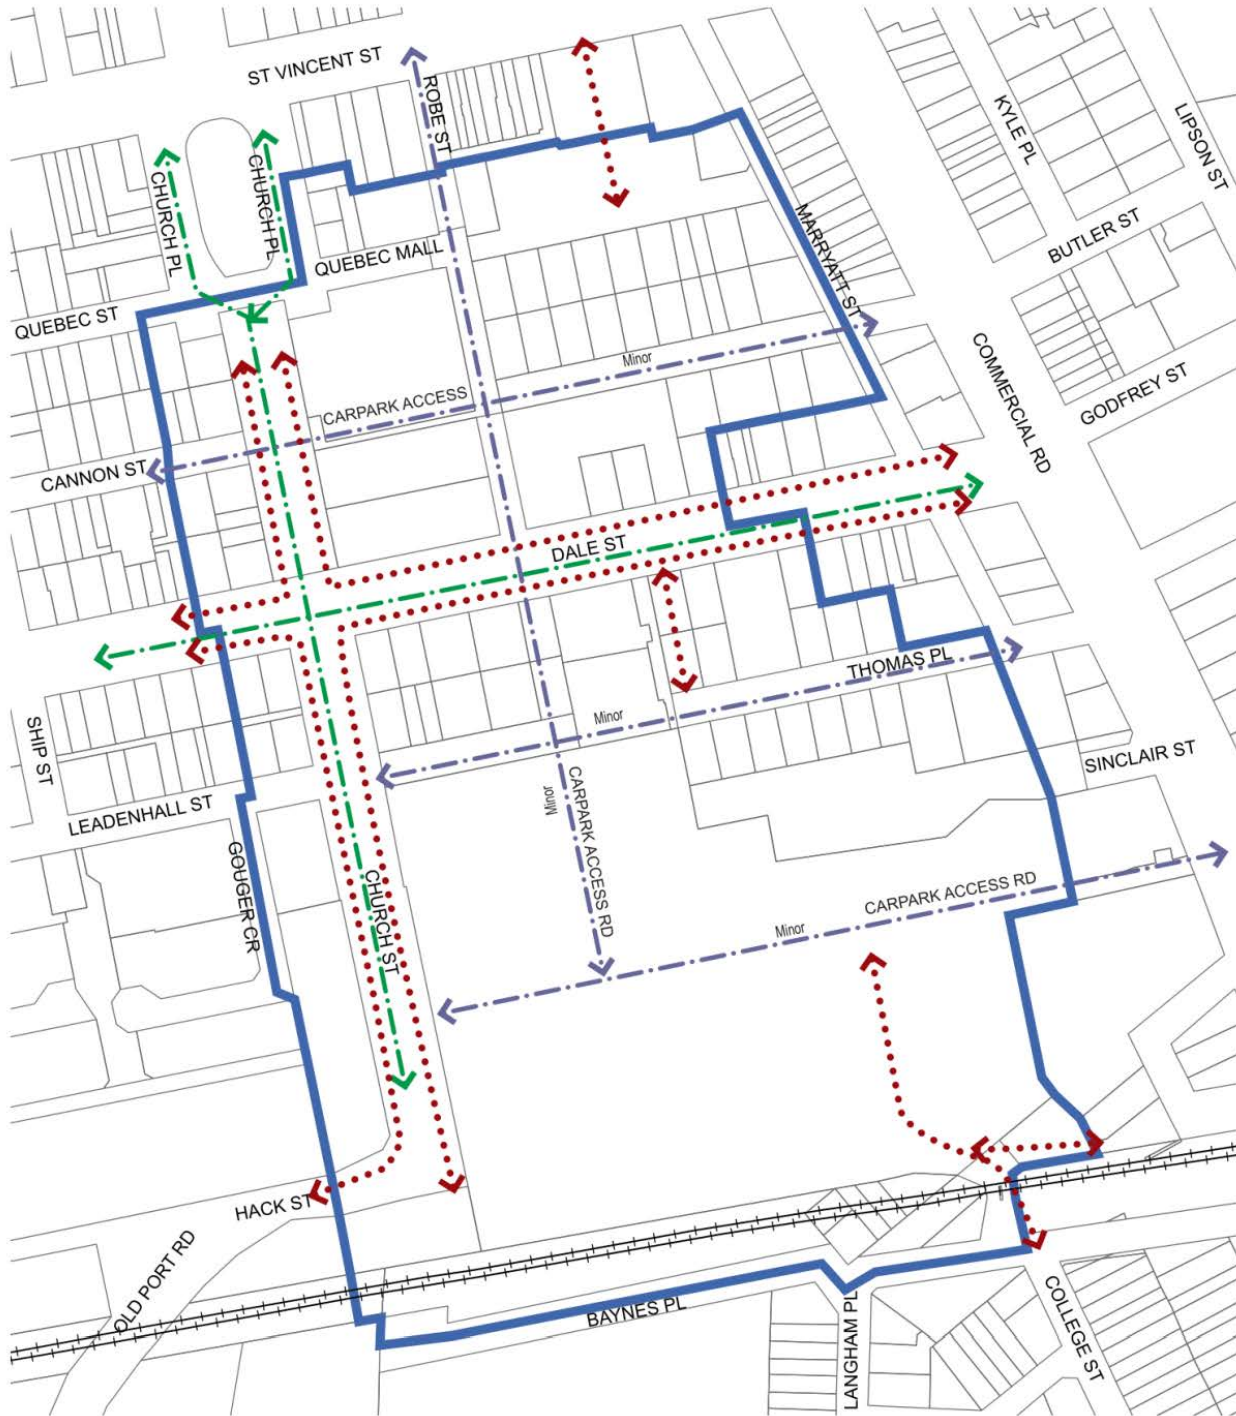 ST VINCENT ST
ROBE ST
KYLE PL
LIPSON ST
CHURCH PL
CHURCH PL
QUEBEC MALL
MARRYATT ST
BUTLER ST
QUEBEC ST
Minor
COMMERCIAL RD
GODFREY ST
CARPARK ACCESS
CANNON ST
DALE ST
THOMAS PL
SHIP ST
Minor
SINCLAIR ST
LEADENHALL ST
Minor
CARPARK ACCESS RD
GOUGER CR
CHURCH ST
CARPARK ACCESS RD
Minor
HACK ST
OLD PORT RD
BAYNES PL
LANGHAM PL
COLLEGE ST